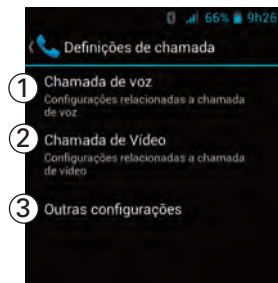 66% 9h26
Definições de chamada
1
Chamada de voz
Configurações relacionadas a chamada
de voz
2
Chamada de Vídeo
Configurações relacionadas a chamada
de vídeo
3
Outras configurações